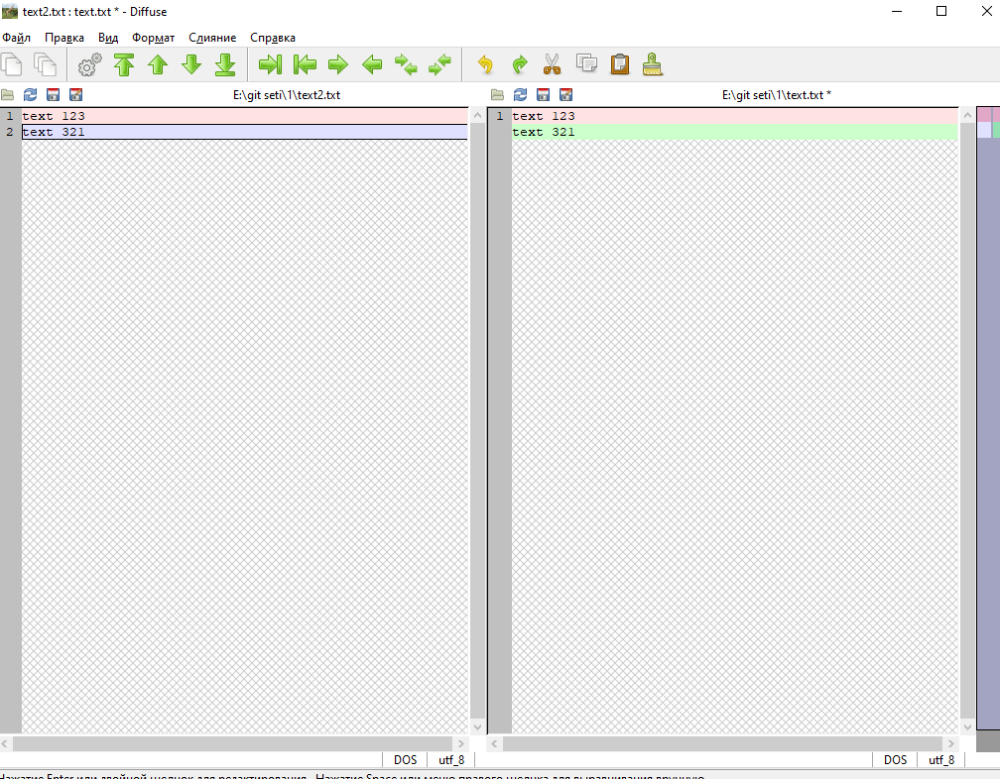 text2.txt : text.txt * - Diffuse
Файл Правка Вид Формат Слияние Справка
E:\git seti\1\text2.txt E:\git seti\1\text.txt *
1 text 123 1 text 123
2 text 321 text 321
DOS utf_8 DOS utf_8
Нажатие Enter или двойной щелчок для редактирования. Нажатие Space или меню правого щелчка для выравнивания вручную.